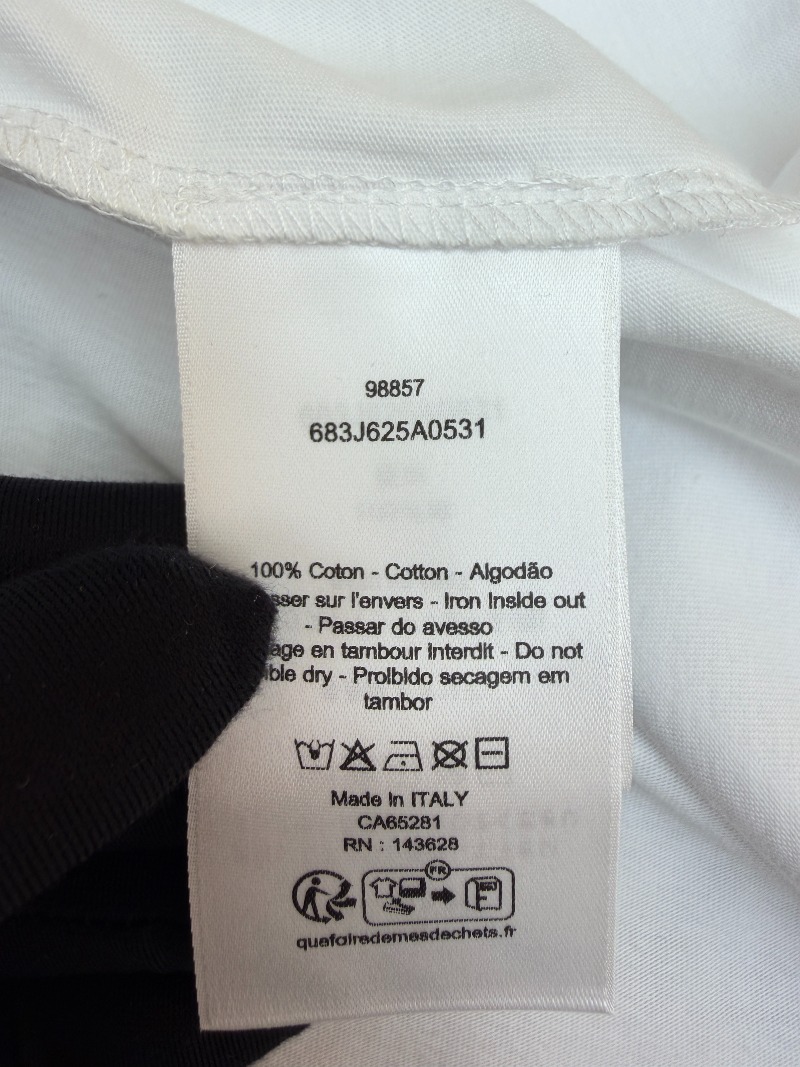 98857
683J625A0531
100% Coton - Cotton - Algodão
sur l'envers - Iron Inside out
- Passar do avesso
en tambour interdit - Do not
dry - Proibido secagem em
tambor
Made In ITALY
CA65281
RN : 143628
FR
quefairedemesdechets.fr